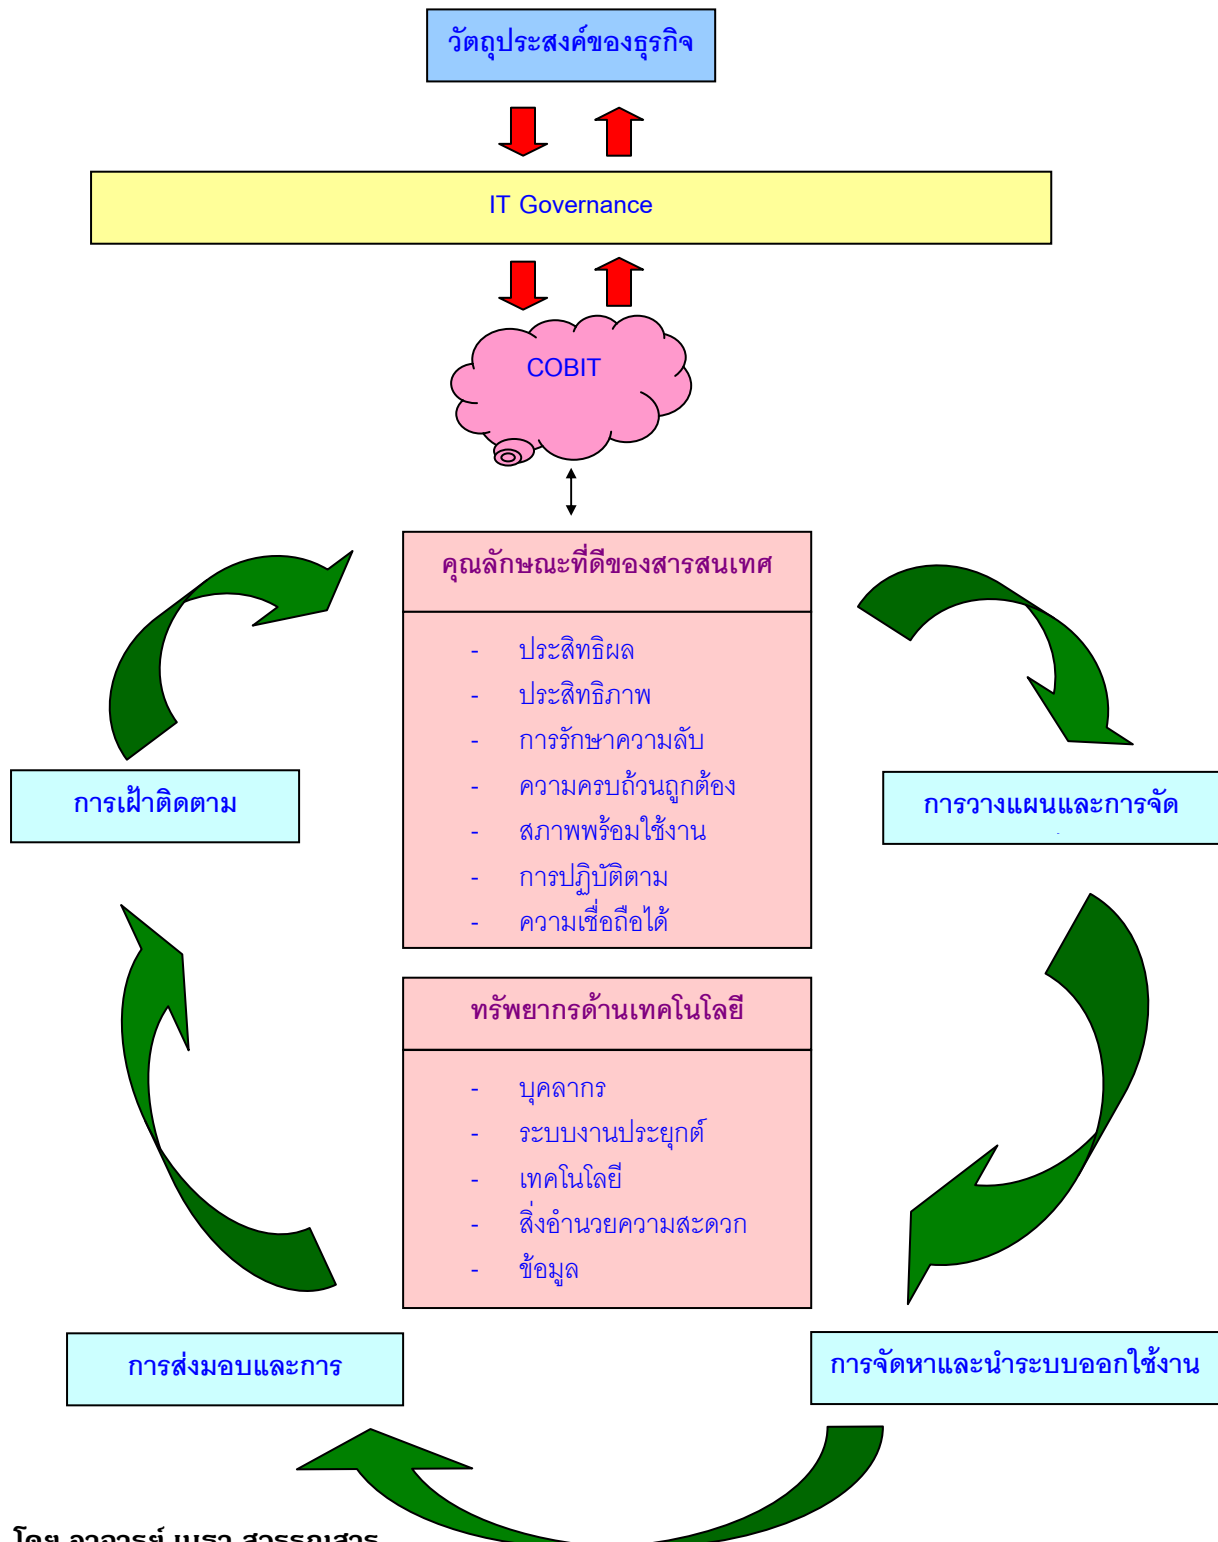 วัตถุประสงค์ของธุรกิจ
IT Governance
COBIT
คุณลักษณะที่ดีของสารสนเทศ
- ประสิทธิผล
- ประสิทธิภาพ
- การรักษาความลับ
- ความครบถ้วนถูกต้อง
- สภาพพร้อมใช้งาน
- การปฏิบัติตาม
- ความเชื่อถือได้
การเฝ้าติดตาม
การวางแผนและการจัด
ทรัพยากรด้านเทคโนโลยี
- บุคลากร
- ระบบงานประยุกต์
- เทคโนโลยี
- สิ่งอำนวยความสะดวก
- ข้อมูล
การส่งมอบและการ
การจัดหาและนำระบบออกใช้งาน
โดย อาจารย์